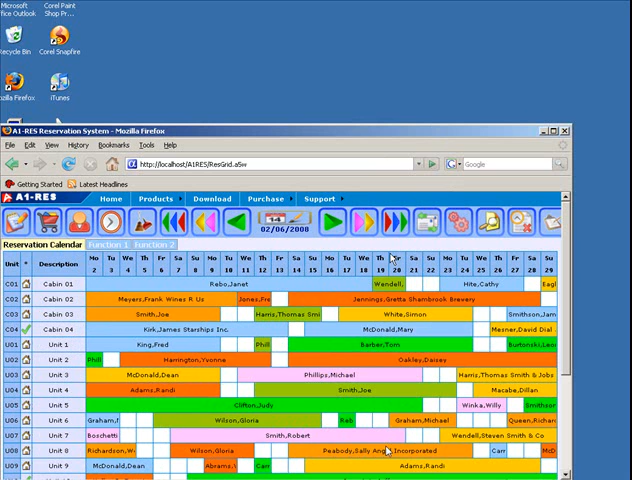 Microsoft Corel Paint
ffice Outlook Shop Pr...
Recycle Bin Corel Snapfire
zilla Firefox iTunes
A1-RES Reservation System - Mozilla Firefox
File Edit View History Bookmarks Tools Help
http://localhost/A1RES/ResGrid.a5w Google
Getting Started Latest Headlines
A1-RES Home Products Download Purchase Support
14
02/06/2008
Reservation Calendar Function 1 Function 2
Unit * Description Mo Tu We Th Fr Sa Su Mo Tu We Th Fr Sa Su Mo Tu We Th Fr Sa Su Mo Tu We Th Fr Sa Su
2 3 4 5 6 7 8 9 10 11 12 13 14 15 16 17 18 19 20 21 22 23 24 25 26 27 28 29
C01 Cabin 01 Rebo,Janet Wendell, Hite,Cathy Eagl
C02 Cabin 02 Meyers,Frank Wines R Us Jones,Fre Jennings,Gretta Shambrook Brewery
C03 Cabin 03 Smith,Joe Harris,Thomas Smi White,Simon Smithson,Jam
C04 Cabin 04 Kirk,James Starships Inc. McDonald,Mary Mesner,David Dial
U01 Unit 1 King,Fred Phill Barber,Tom Burtonski,Leo
U02 Unit 2 Phill Harrington,Yvonne Oakley,Daisey
U03 Unit 3 McDonald,Dean Phillips,Michael Harris,Thomas Smith & Jobs
U04 Unit 4 Adams,Randi Smith,Joe Macabe,Dillan
U05 Unit 5 Clifton,Judy Winka,Willy Smithson
U06 Unit 6 Graham,f Wilson,Gloria Reb Graham,Michael Queen,Richar
U07 Unit 7 Boschetti Smith,Robert Wendell,Steven Smith & Co
U08 Unit 8 Richardson,W Wilson,Gloria Peabody,Sally Ang Incorporated Carr McD
U09 Unit 9 McDonald,Dean Abrams,\ Carr Adams,Randi